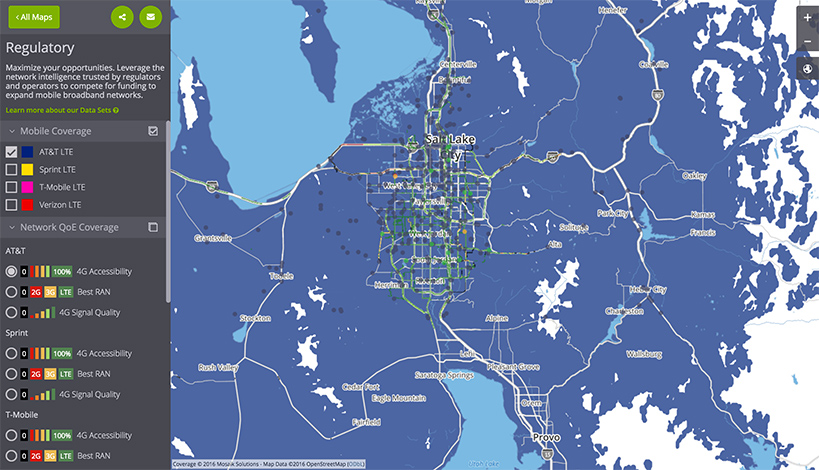 ‹ All Maps
Regulatory
Maximize your opportunities. Leverage the
network intelligence trusted by regulators
and operators to compete for funding to
expand mobile broadband networks.
Learn more about our Data Sets
Mobile Coverage
AT&T LTE
Sprint LTE
T-Mobile LTE
Verizon LTE
Network QoE Coverage
AT&T
0 100% 4G Accessibility
0 2G 3G LTE Best RAN
0 4G Signal Quality
Sprint
0 100% 4G Accessibility
0 2G 3G LTE Best RAN
0 4G Signal Quality
T-Mobile
0 100% 4G Accessibility
0 2G 3G LTE Best RAN
Henefer
Morgan
Centerville
Coalville
80
Salt Lake
City
Oakley
Park City
Kamas
Francis
Solitude
Alta
Grantsville
Tooele
Herriman
Heber City
Charleston
Stockton
Alpine
Wallsburg
Lehi
Rush Valley
Pleasant Grove
Saratoga Springs
Cedar Fort
Eagle Mountain
Orem
Fairfield
Provo
Utah Lake
Coverage © 2016 Mosaik Solutions - Map Data ©2016 OpenStreetMap (ODbL)
+
−